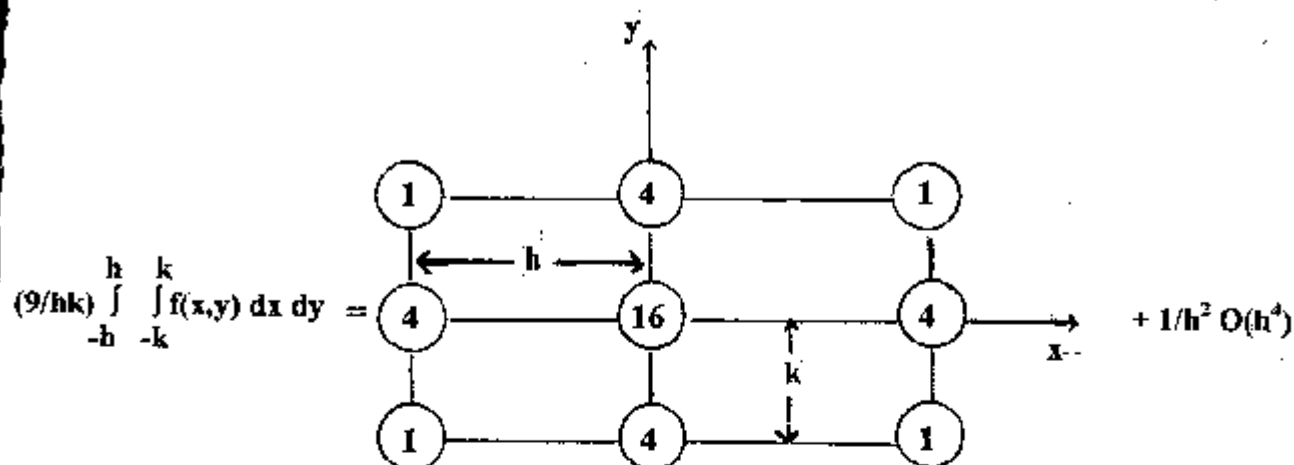 y
1 4 1
h
h k
(9/hk) ∫ ∫ f(x,y) dx dy = 4 16 4 + 1/h² O(h⁴)
-h -k
x
k
1 4 1